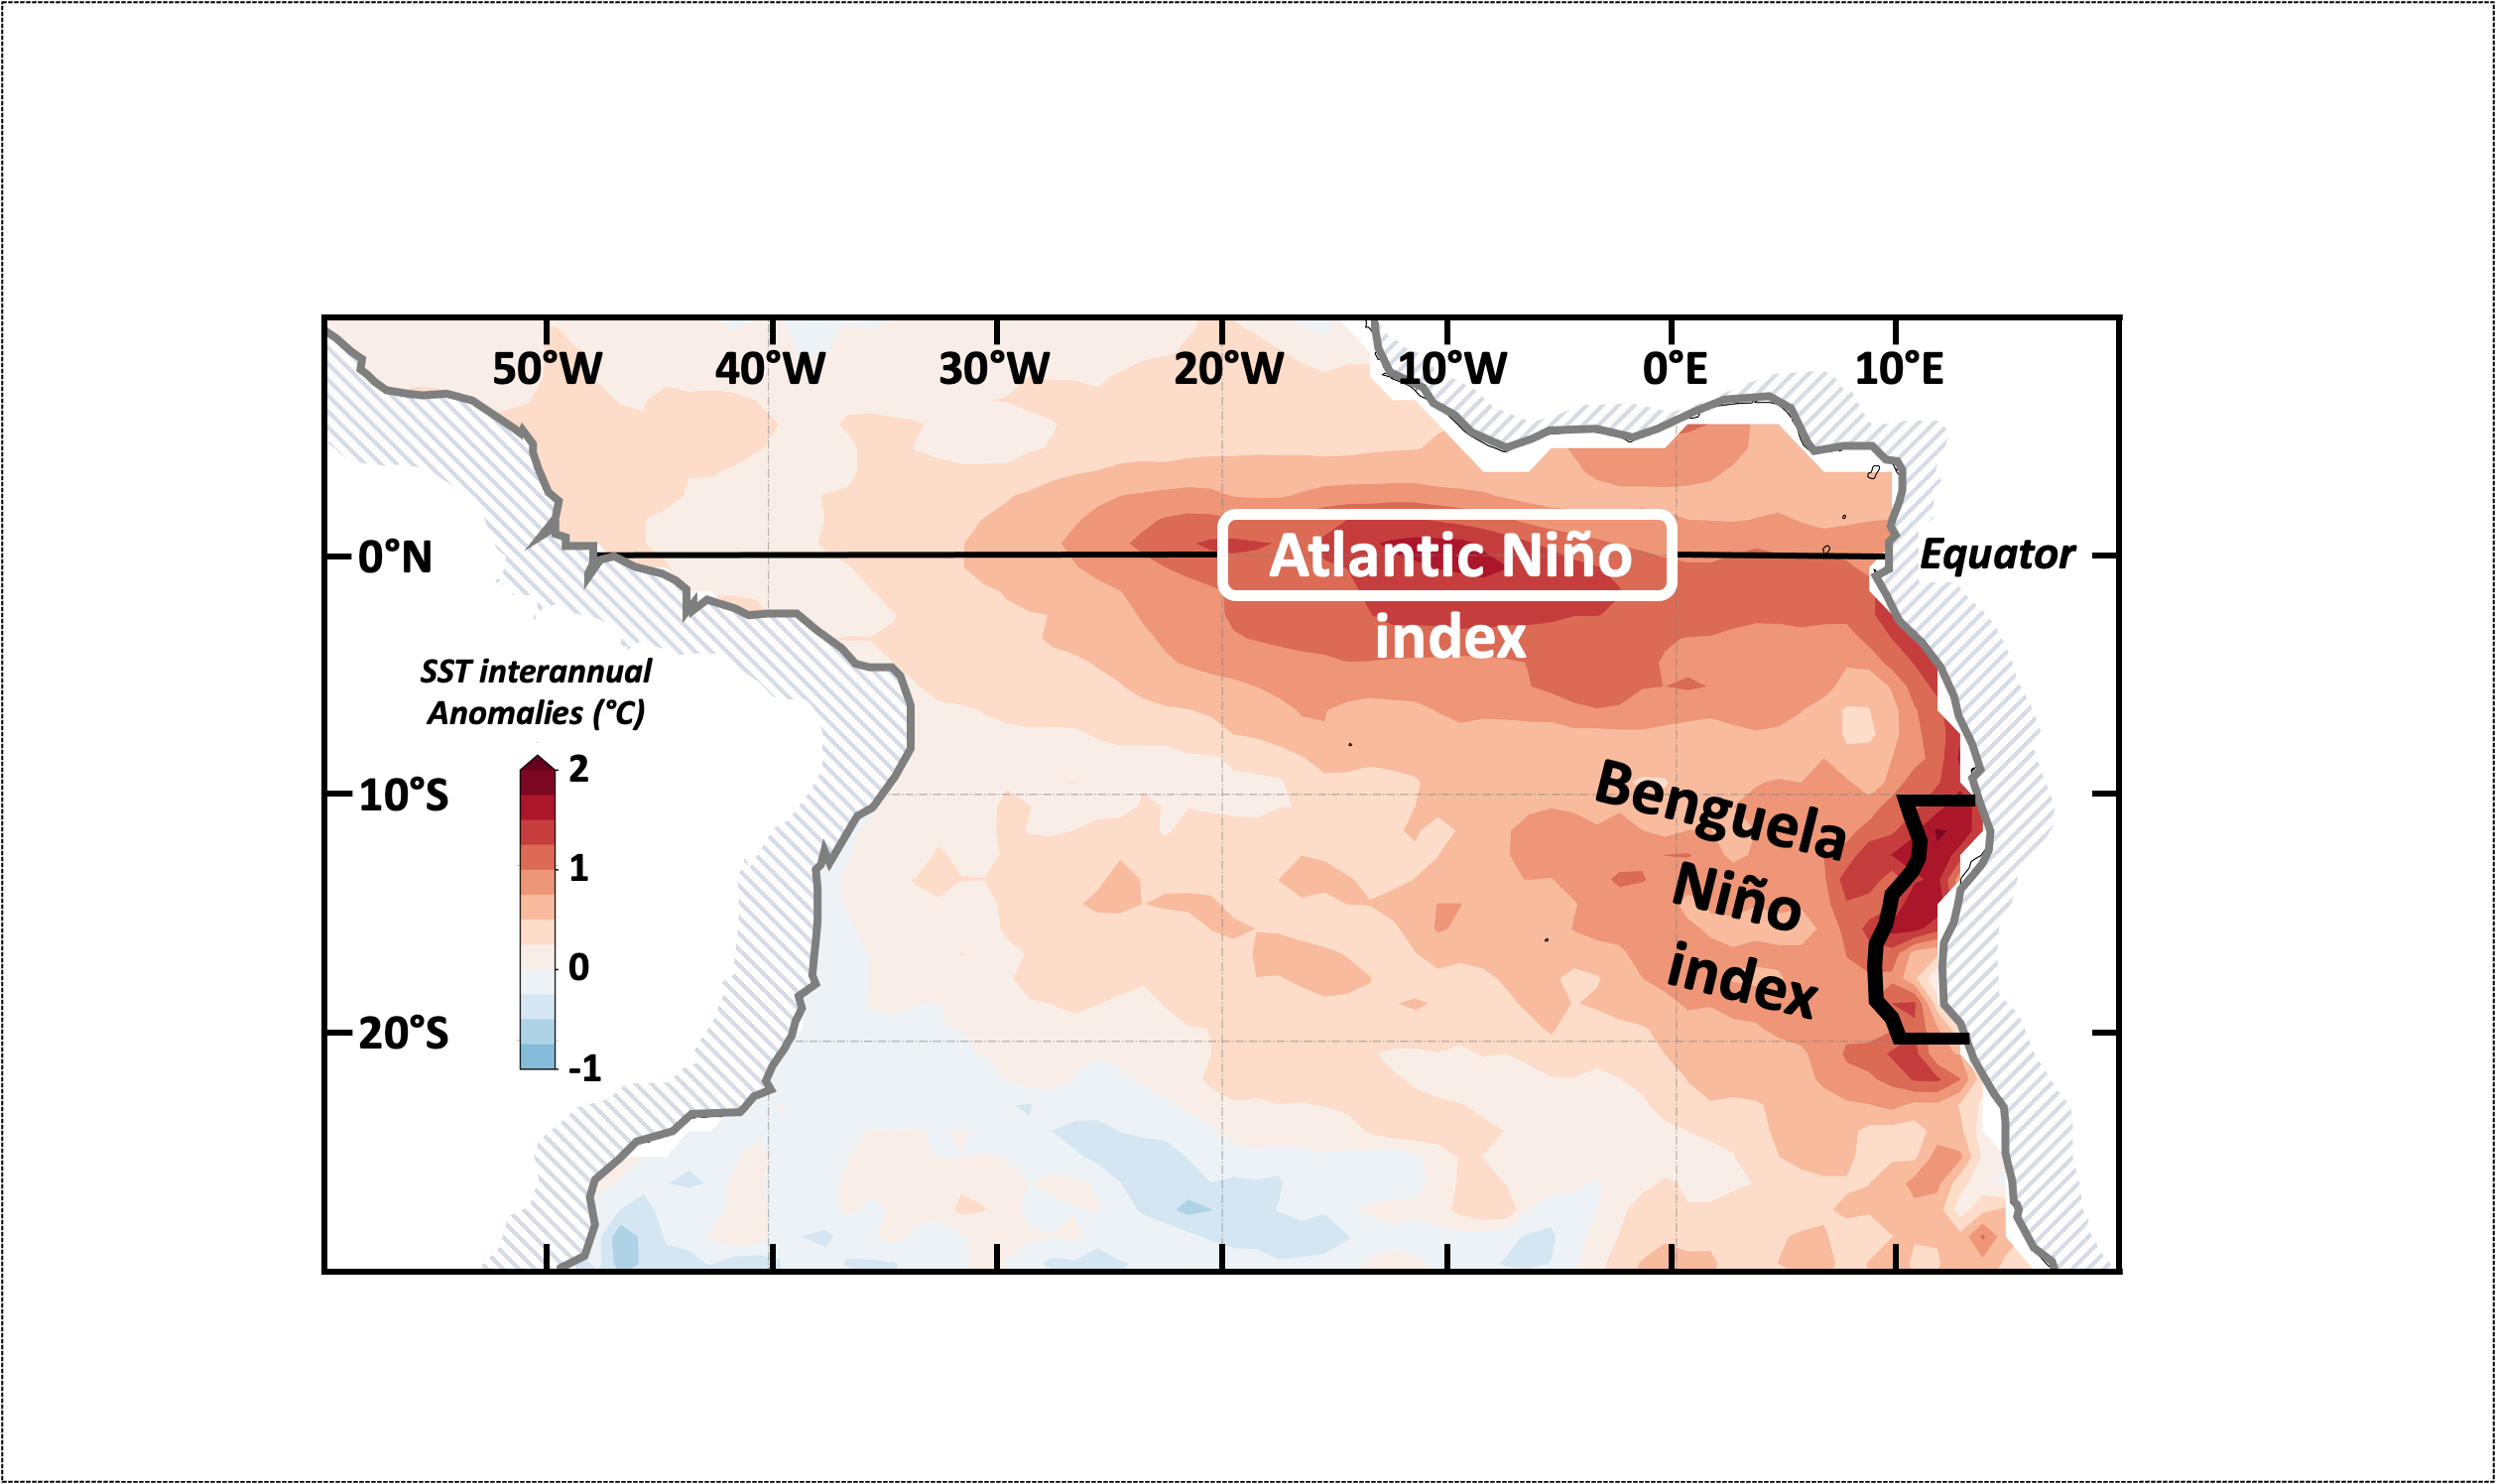 50°W 40°W 30°W 20°W 10°W 0°E 10°E
0°N
Atlantic Niño
index
Equator
SST interannual
Anomalies (°C)
2
1
0
-1
10°S
20°S
Benguela
Niño
index